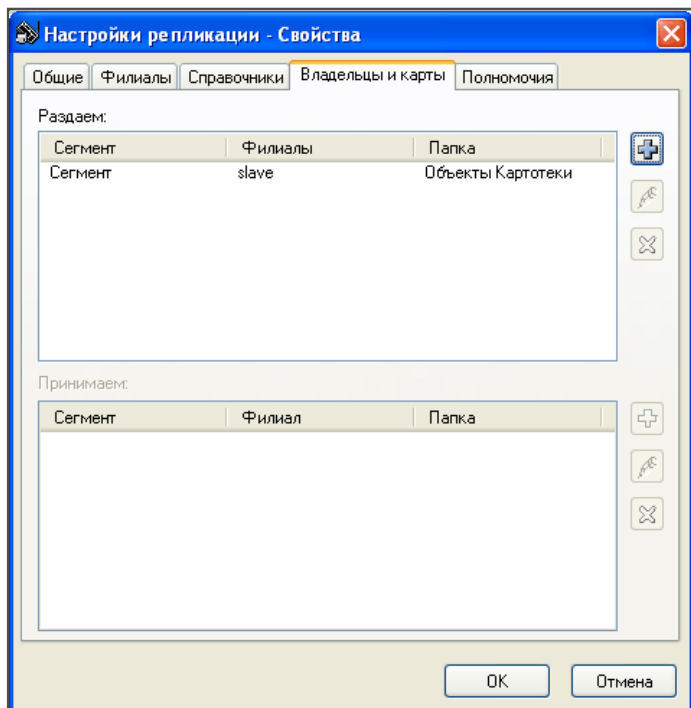 Настройки репликации - Свойства
Общие Филиалы Справочники Владельцы и карты Полномочия
Раздаем:
Сегмент Филиалы Папка
Сегмент slave Объекты Картотеки
Принимаем:
Сегмент Филиал Папка
OK Отмена